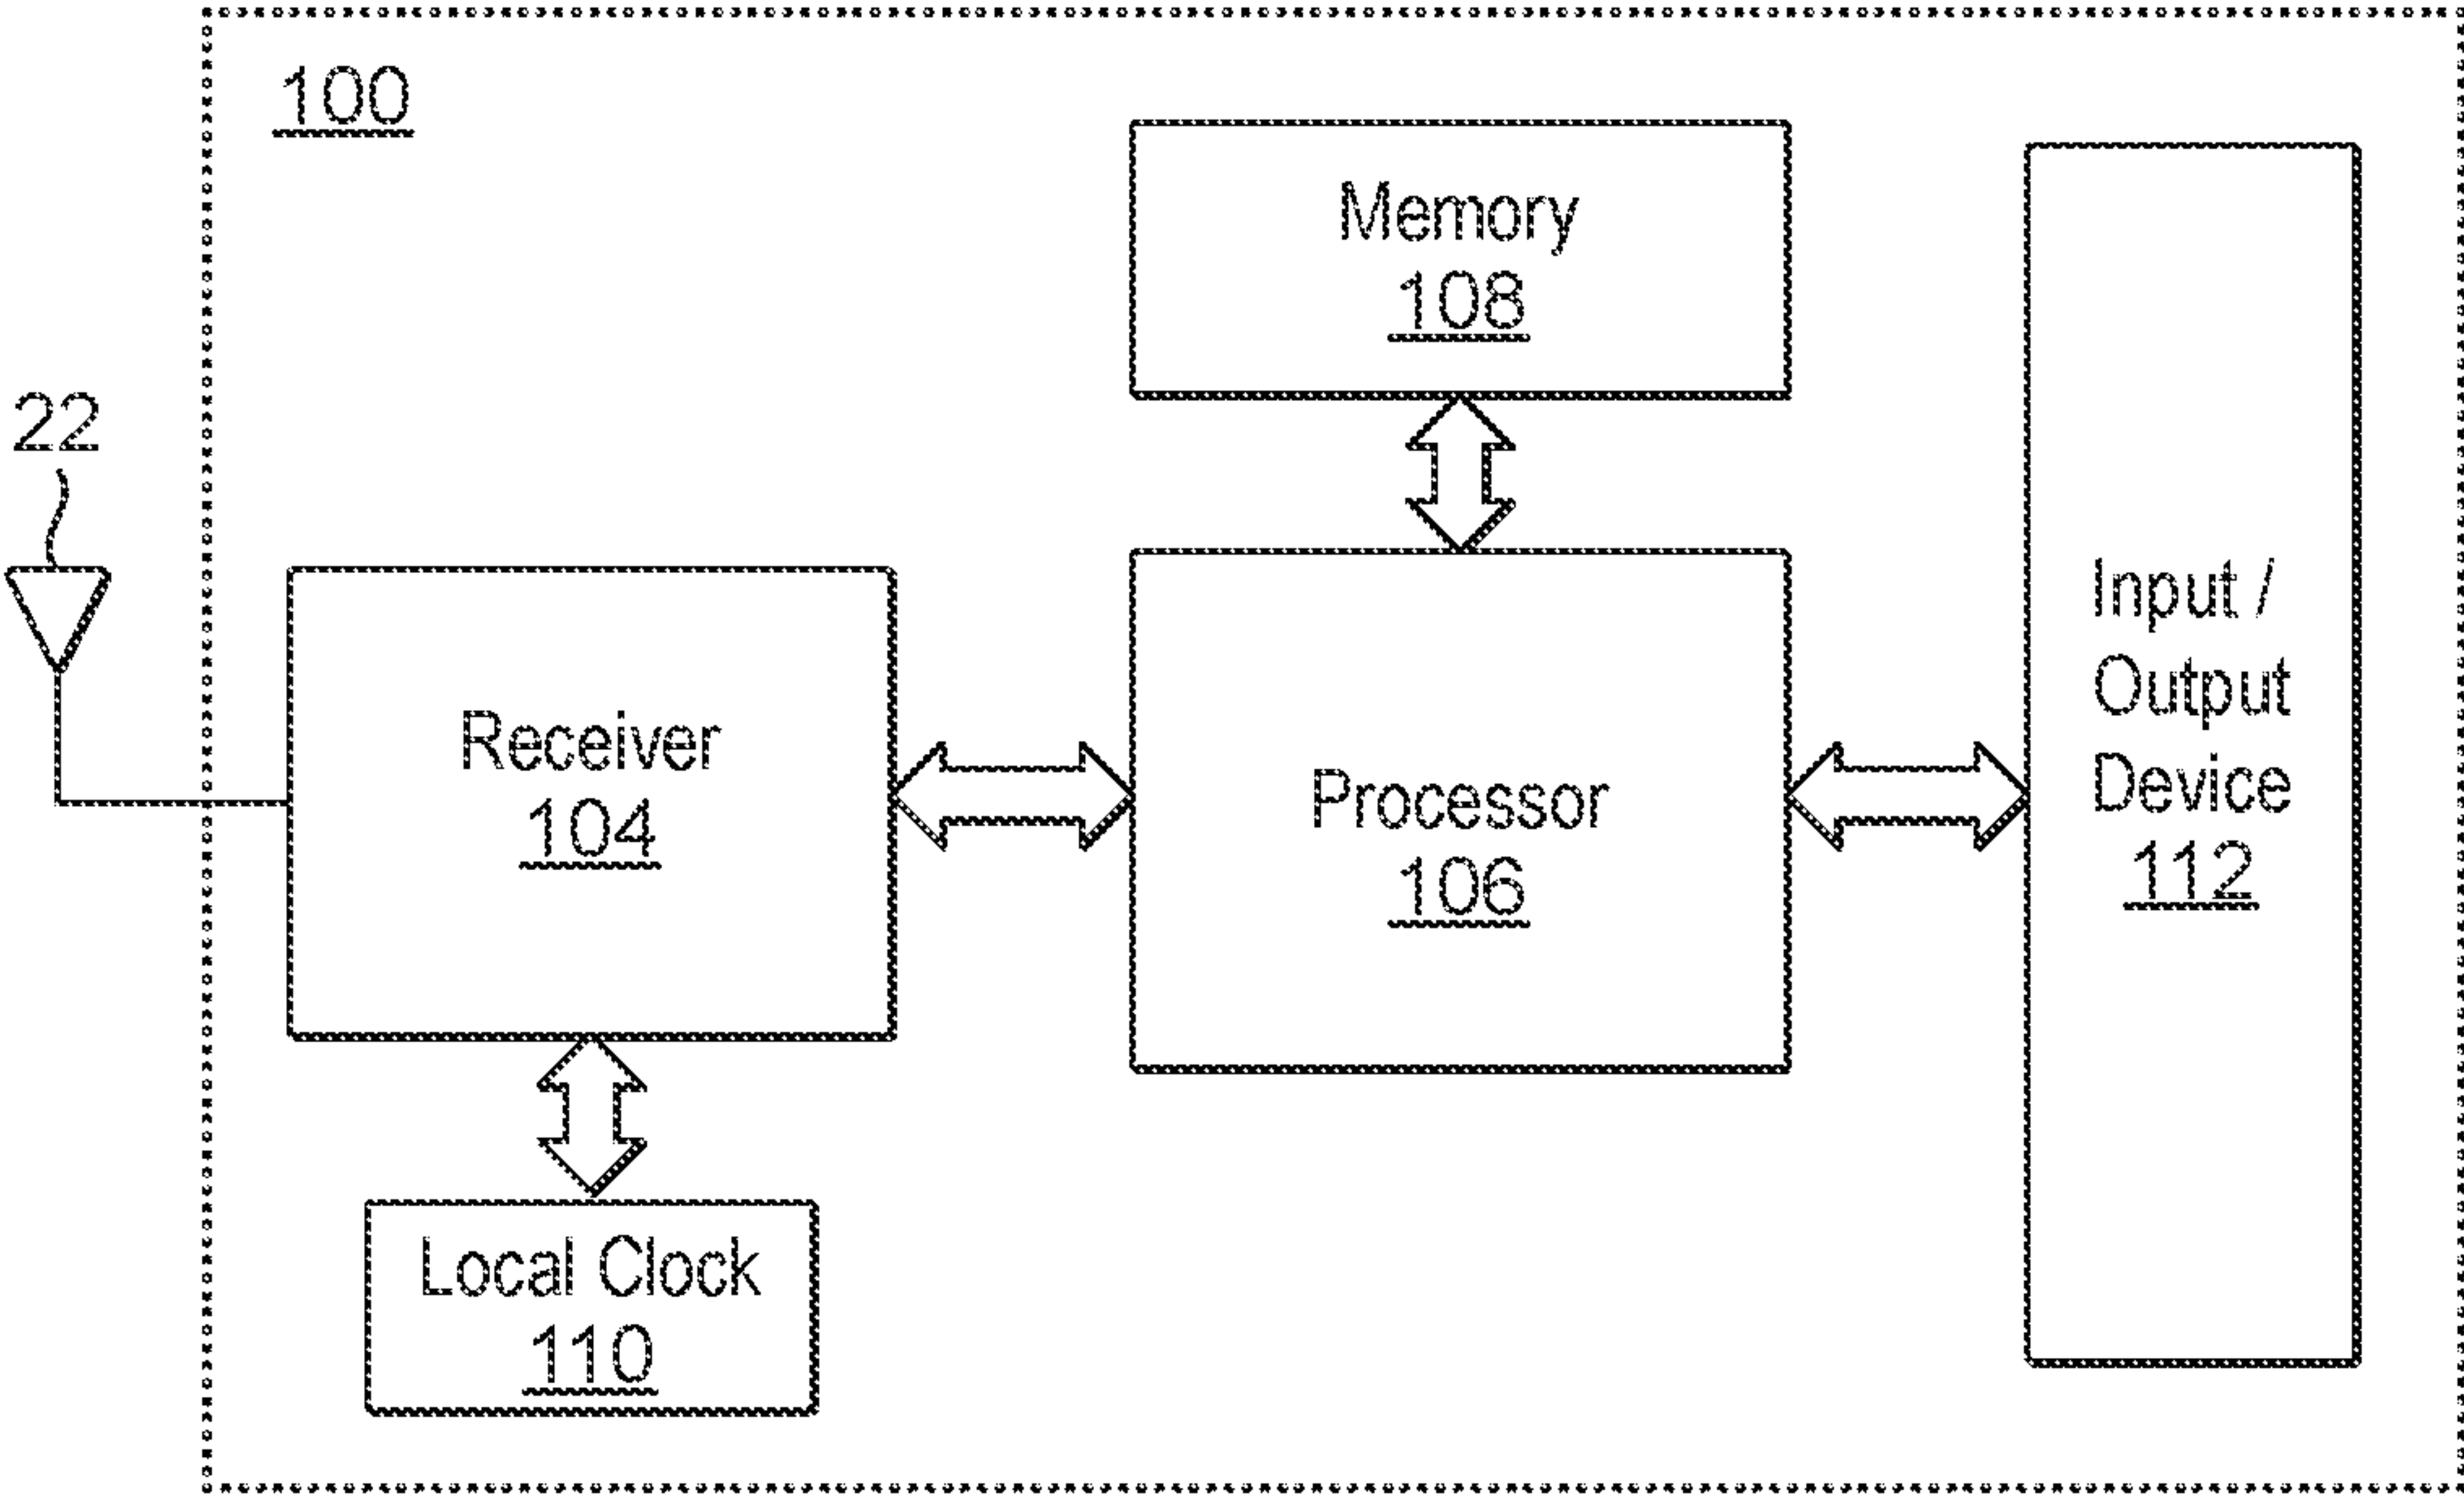 100
Memory
108
22
Receiver
104
Processor
106
Input /
Output
Device
112
Local Clock
110